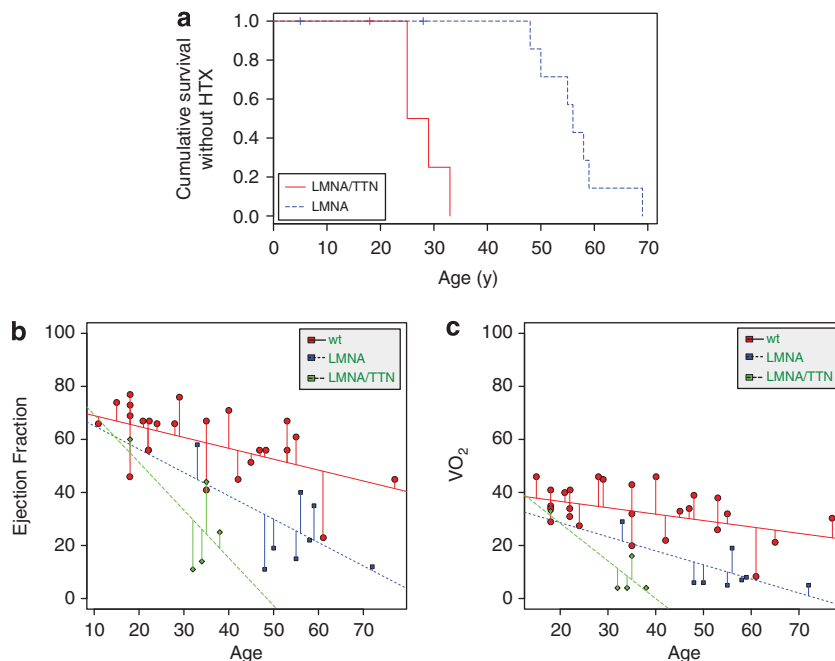 a
Cumulative survival
without HTX
1.0
0.8
0.6
0.4
0.2
0.0
LMNA/TTN
LMNA
0 10 20 30 40 50 60 70
Age (y)
b
Ejection Fraction
100
80
60
40
20
0
wt
LMNA
LMNA/TTN
10 20 30 40 50 60 70
Age
c
VO2
100
80
60
40
20
0
wt
LMNA
LMNA/TTN
20 30 40 50 60 70
Age